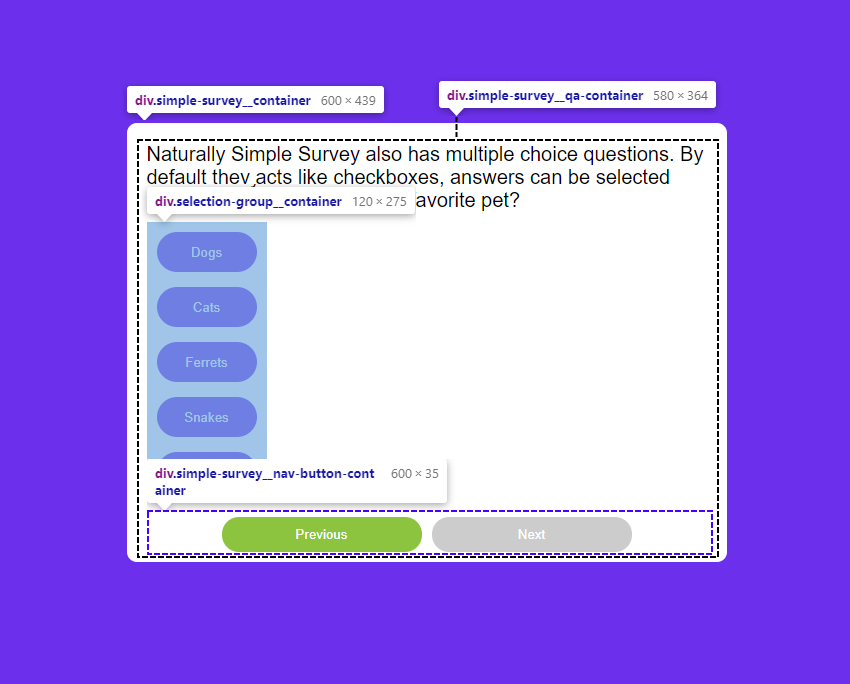 div.simple-survey__container 600 × 439
div.simple-survey__qa-container 580 × 364
Naturally Simple Survey also has multiple choice questions. By
default they acts like checkboxes, answers can be selected
div.selection-group__container 120 × 275
avorite pet?
Dogs
Cats
Ferrets
Snakes
div.simple-survey__nav-button-cont 600 × 35
ainer
Previous
Next